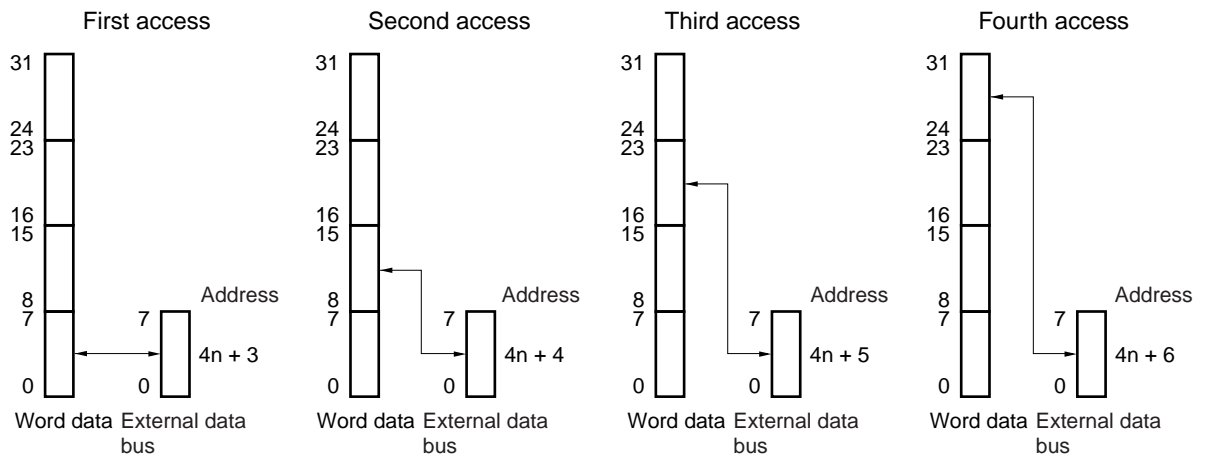 First access
31
24
23
16
15
8
7
0
7
0
Address
4n + 3
Word data
External data
bus
Second access
31
24
23
16
15
8
7
0
7
0
Address
4n + 4
Word data
External data
bus
Third access
31
24
23
16
15
8
7
0
7
0
Address
4n + 5
Word data
External data
bus
Fourth access
31
24
23
16
15
8
7
0
7
0
Address
4n + 6
Word data
External data
bus